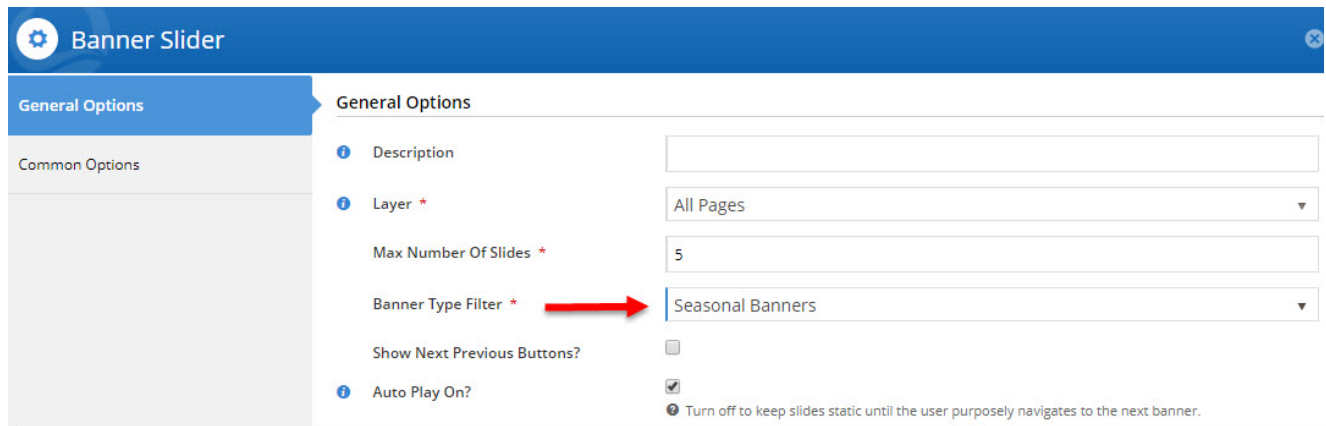 Banner Slider
General Options
Common Options
General Options
Description
Layer *
All Pages
Max Number Of Slides *
5
Banner Type Filter *
Seasonal Banners
Show Next Previous Buttons?
Auto Play On?
Turn off to keep slides static until the user purposely navigates to the next banner.